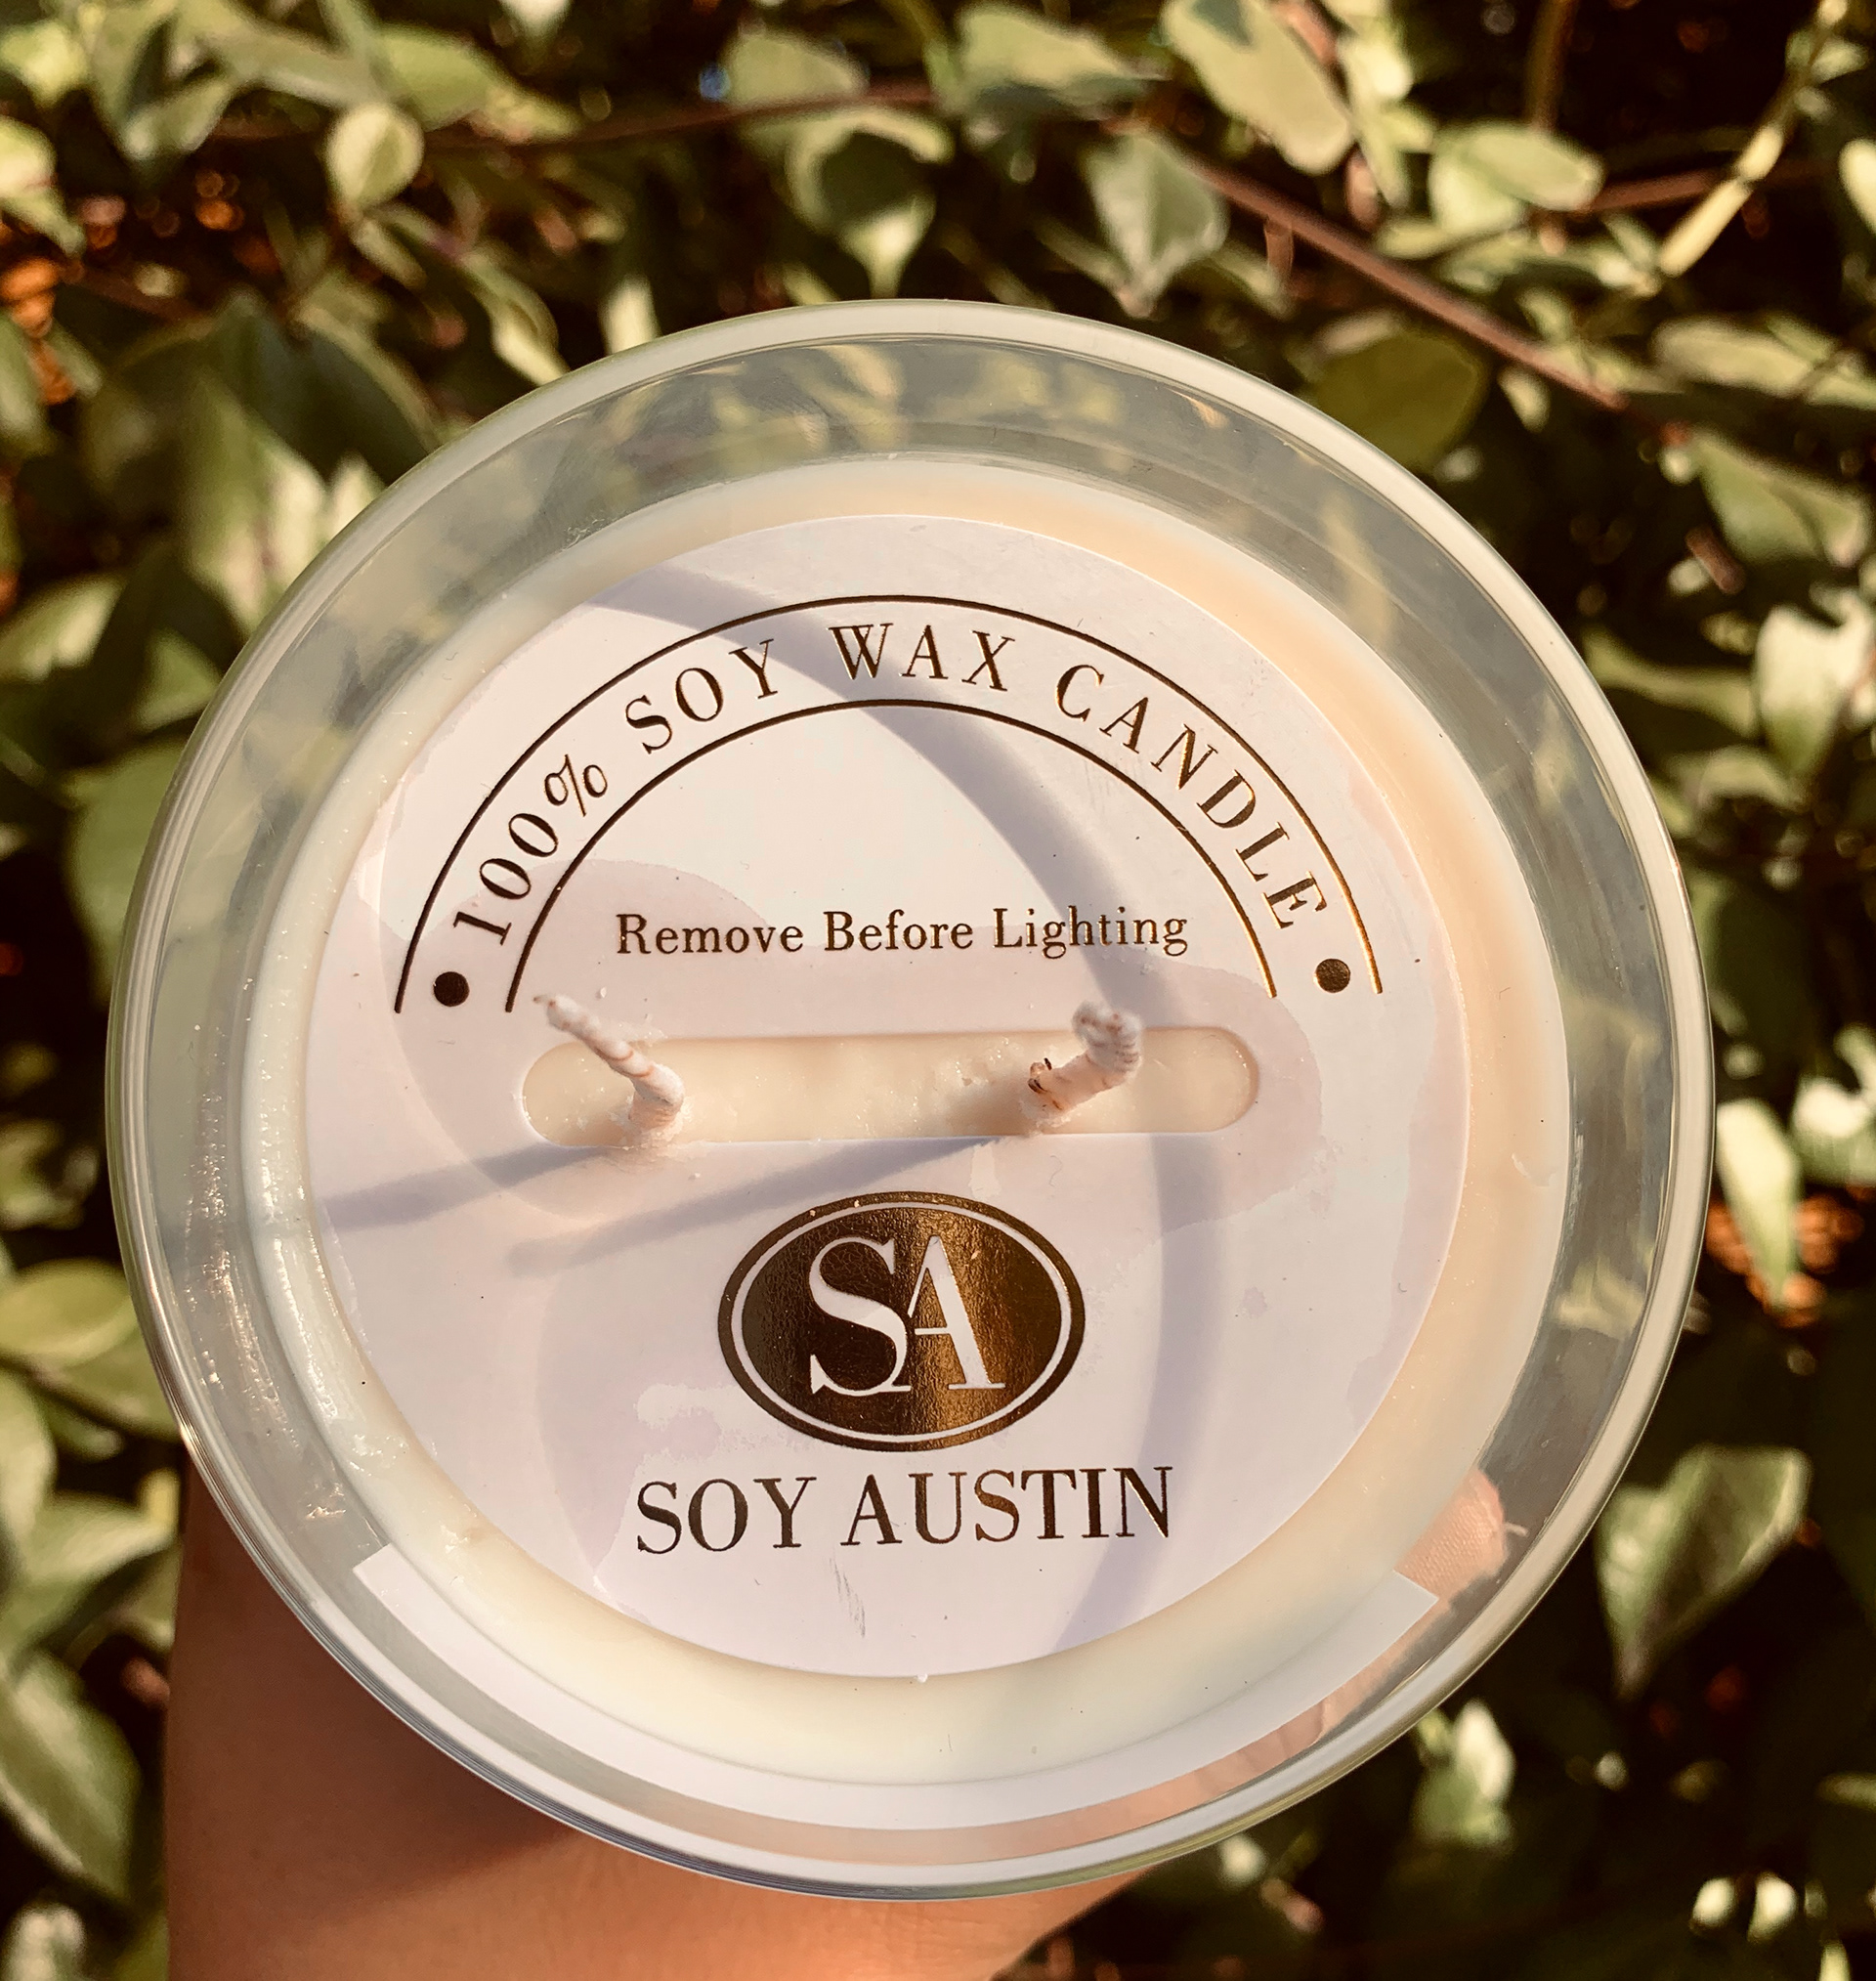 100% SOY WAX CANDLE
Remove Before Lighting
SA
SOY AUSTIN